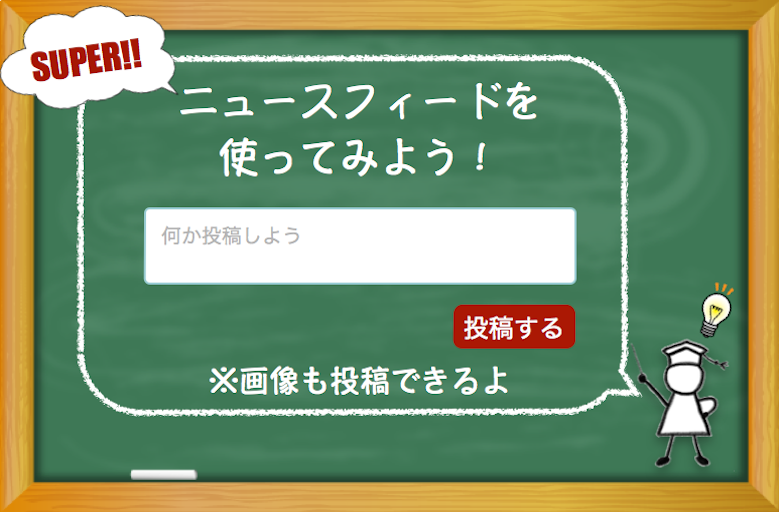 SUPER!!
ニュースフィードを
使ってみよう！
何か投稿しよう
投稿する
※画像も投稿できるよ